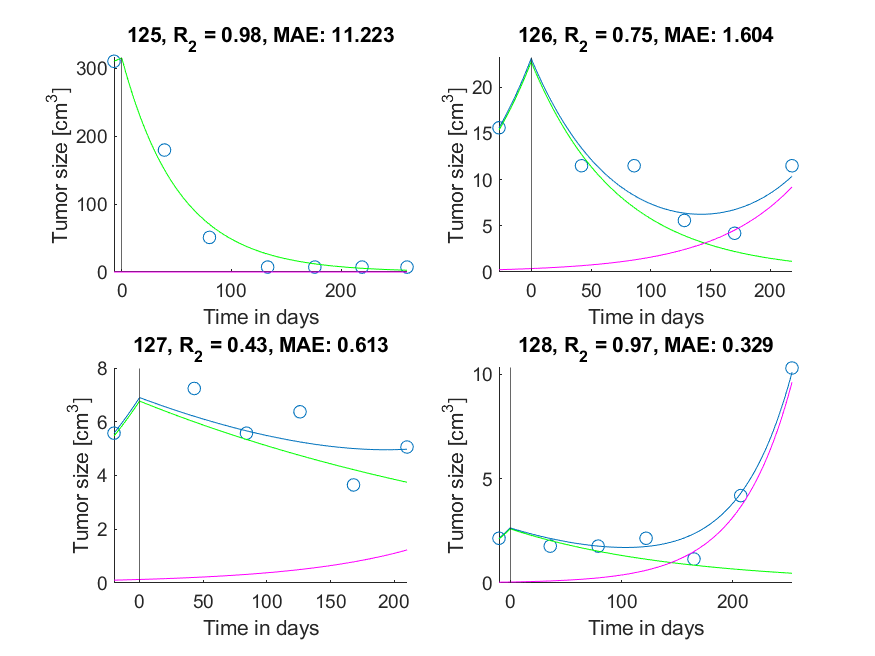 125, R₂ = 0.98, MAE: 11.223
300
200
100
0
Tumor size [cm³]
0 100 200
Time in days
126, R₂ = 0.75, MAE: 1.604
20
15
10
5
0
Tumor size [cm³]
0 50 100 150 200
Time in days
127, R₂ = 0.43, MAE: 0.613
8
6
4
2
0
Tumor size [cm³]
0 50 100 150 200
Time in days
128, R₂ = 0.97, MAE: 0.329
10
5
0
Tumor size [cm³]
0 100 200
Time in days